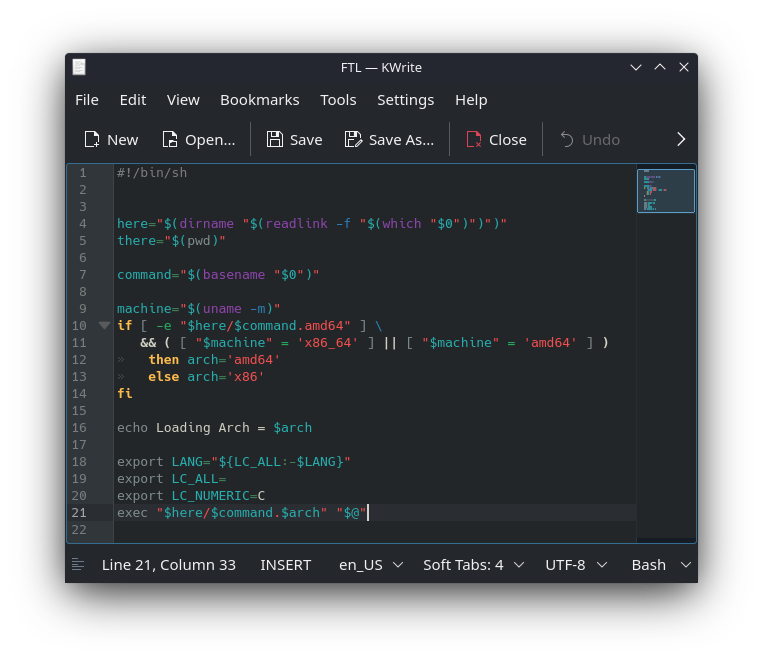 FTL — KWrite
File Edit View Bookmarks Tools Settings Help
New Open... Save Save As... Close Undo
1 #!/bin/sh
2
3
4 here="$(dirname "$(readlink -f "$(which "$0")")")"
5 there="$(pwd)"
6
7 command="$(basename "$0")"
8
9 machine="$(uname -m)"
10 if [ -e "$here/$command.amd64" ] \
11    && ( [ "$machine" = 'x86_64' ] || [ "$machine" = 'amd64' ] )
12 »   then arch='amd64'
13 »   else arch='x86'
14 fi
15
16 echo Loading Arch = $arch
17
18 export LANG="${LC_ALL:-$LANG}"
19 export LC_ALL=
20 export LC_NUMERIC=C
21 exec "$here/$command.$arch" "$@"
22
Line 21, Column 33 INSERT en_US Soft Tabs: 4 UTF-8 Bash